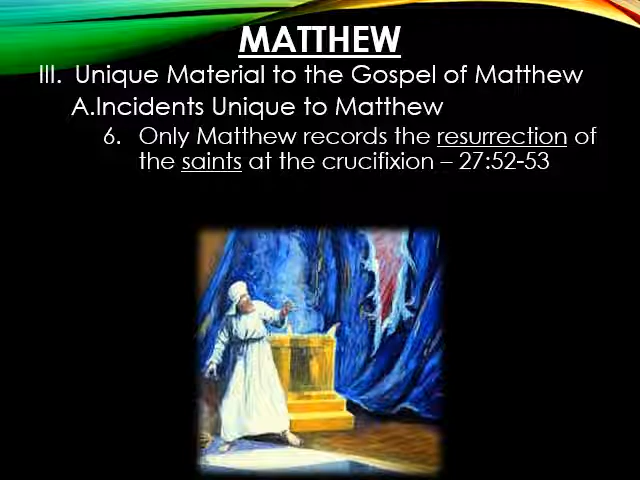 MATTHEW
III. Unique Material to the Gospel of Matthew
A.Incidents Unique to Matthew
6. Only Matthew records the resurrection of
the saints at the crucifixion – 27:52-53